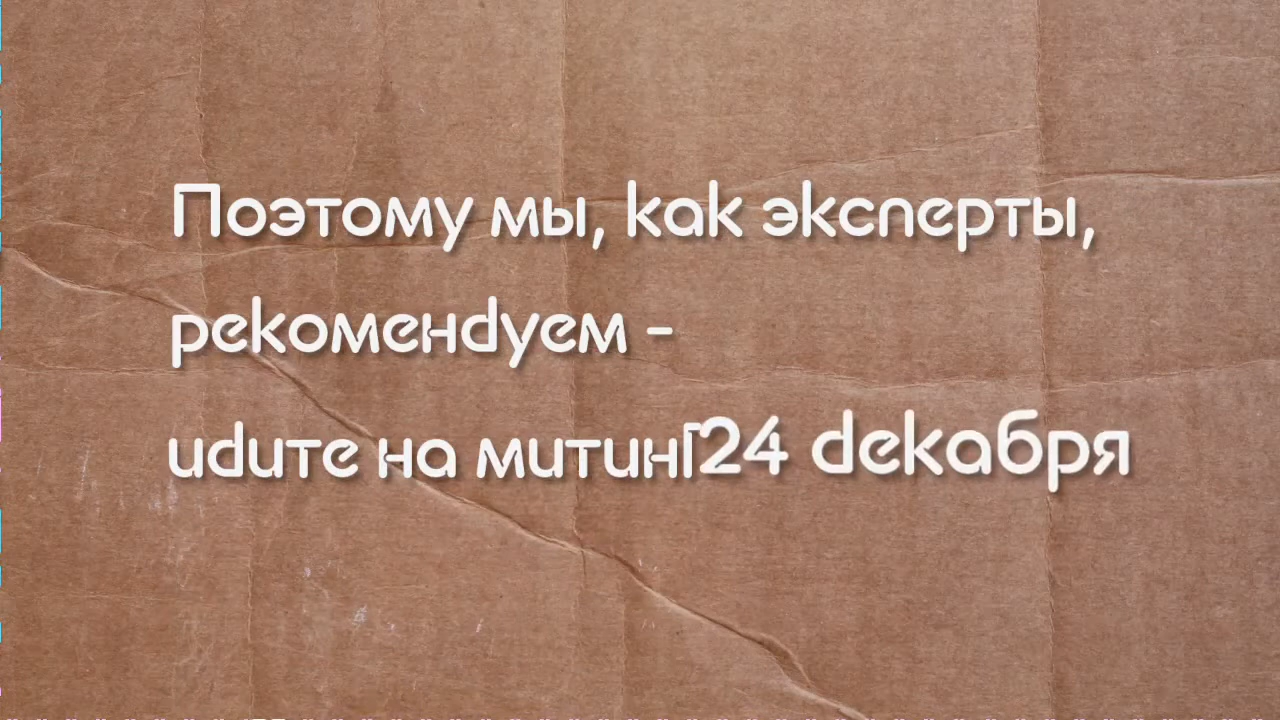 Поэтому мы, как эксперты,
рекомендуем -
идите на митинг 24 декабря